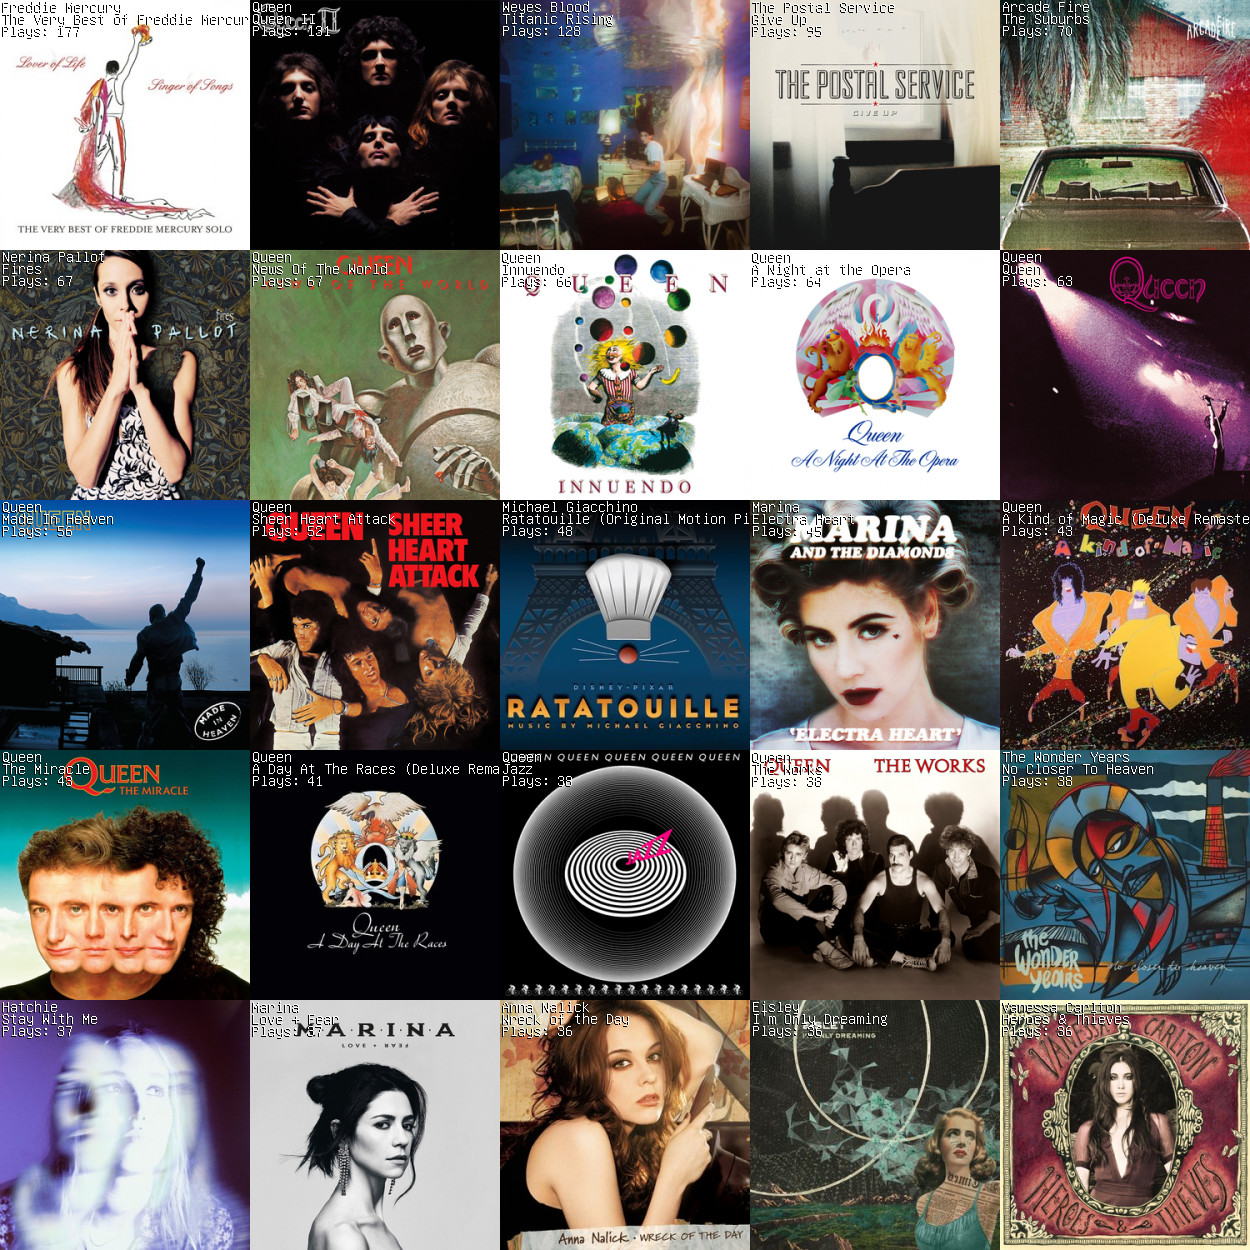 Freddie Mercury
The Very Best of Freddie Mercur
Plays: 177
Lover of Life
Singer of Songs
THE VERY BEST OF FREDDIE MERCURY SOLO
Queen
Queen II
Plays: 131
Weyes Blood
Titanic Rising
Plays: 128
The Postal Service
Give Up
Plays: 95
THE POSTAL SERVICE
GIVE UP
Arcade Fire
The Suburbs
Plays: 70
ARCADE FIRE
Nerina Pallot
Fires
Plays: 67
fires
NERINA PALLOT
Queen
News Of The World
Plays: 67
QUEEN
NEWS OF THE WORLD
Queen
Innuendo
Plays: 66
QUEEN
INNUENDO
Queen
A Night at the Opera
Plays: 64
Queen
A Night At The Opera
Queen
Queen
Plays: 63
Queen
Queen
Made In Heaven
Plays: 56
MADE
IN
HEAVEN
Queen
Sheer Heart Attack
Plays: 52
QUEEN
SHEER
HEART
ATTACK
Michael Giacchino
Ratatouille (Original Motion Pi
Plays: 48
DISNEY·PIXAR
RATATOUILLE
MUSIC BY MICHAEL GIACCHINO
Marina
Electra Heart
Plays: 45
MARINA
AND THE DIAMONDS
'ELECTRA HEART'
Queen
A Kind of Magic (Deluxe Remaste
Plays: 43
QUEEN
A kind of Magic
Queen
The Miracle
Plays: 43
QUEEN
THE MIRACLE
Queen
A Day At The Races (Deluxe Rema
Plays: 41
Queen
A Day At The Races
Queen
Jazz
Plays: 38
QUEEN QUEEN QUEEN QUEEN
JAZZ
Queen
The Works
Plays: 38
QUEEN THE WORKS
The Wonder Years
No Closer To Heaven
Plays: 38
the
Wonder
years
no closer to heaven
Hatchie
Stay With Me
Plays: 37
Marina
Love + Fear
Plays: 37
MARINA
LOVE + FEAR
Anna Nalick
Wreck of the Day
Plays: 36
Anna Nalick · WRECK OF THE DAY
Eisley
I'm Only Dreaming
Plays: 36
EISLEY
I'M ONLY DREAMING
Vanessa Carlton
Heroes & Thieves
Plays: 36
VANESSA CARLTON
HEROES & THIEVES